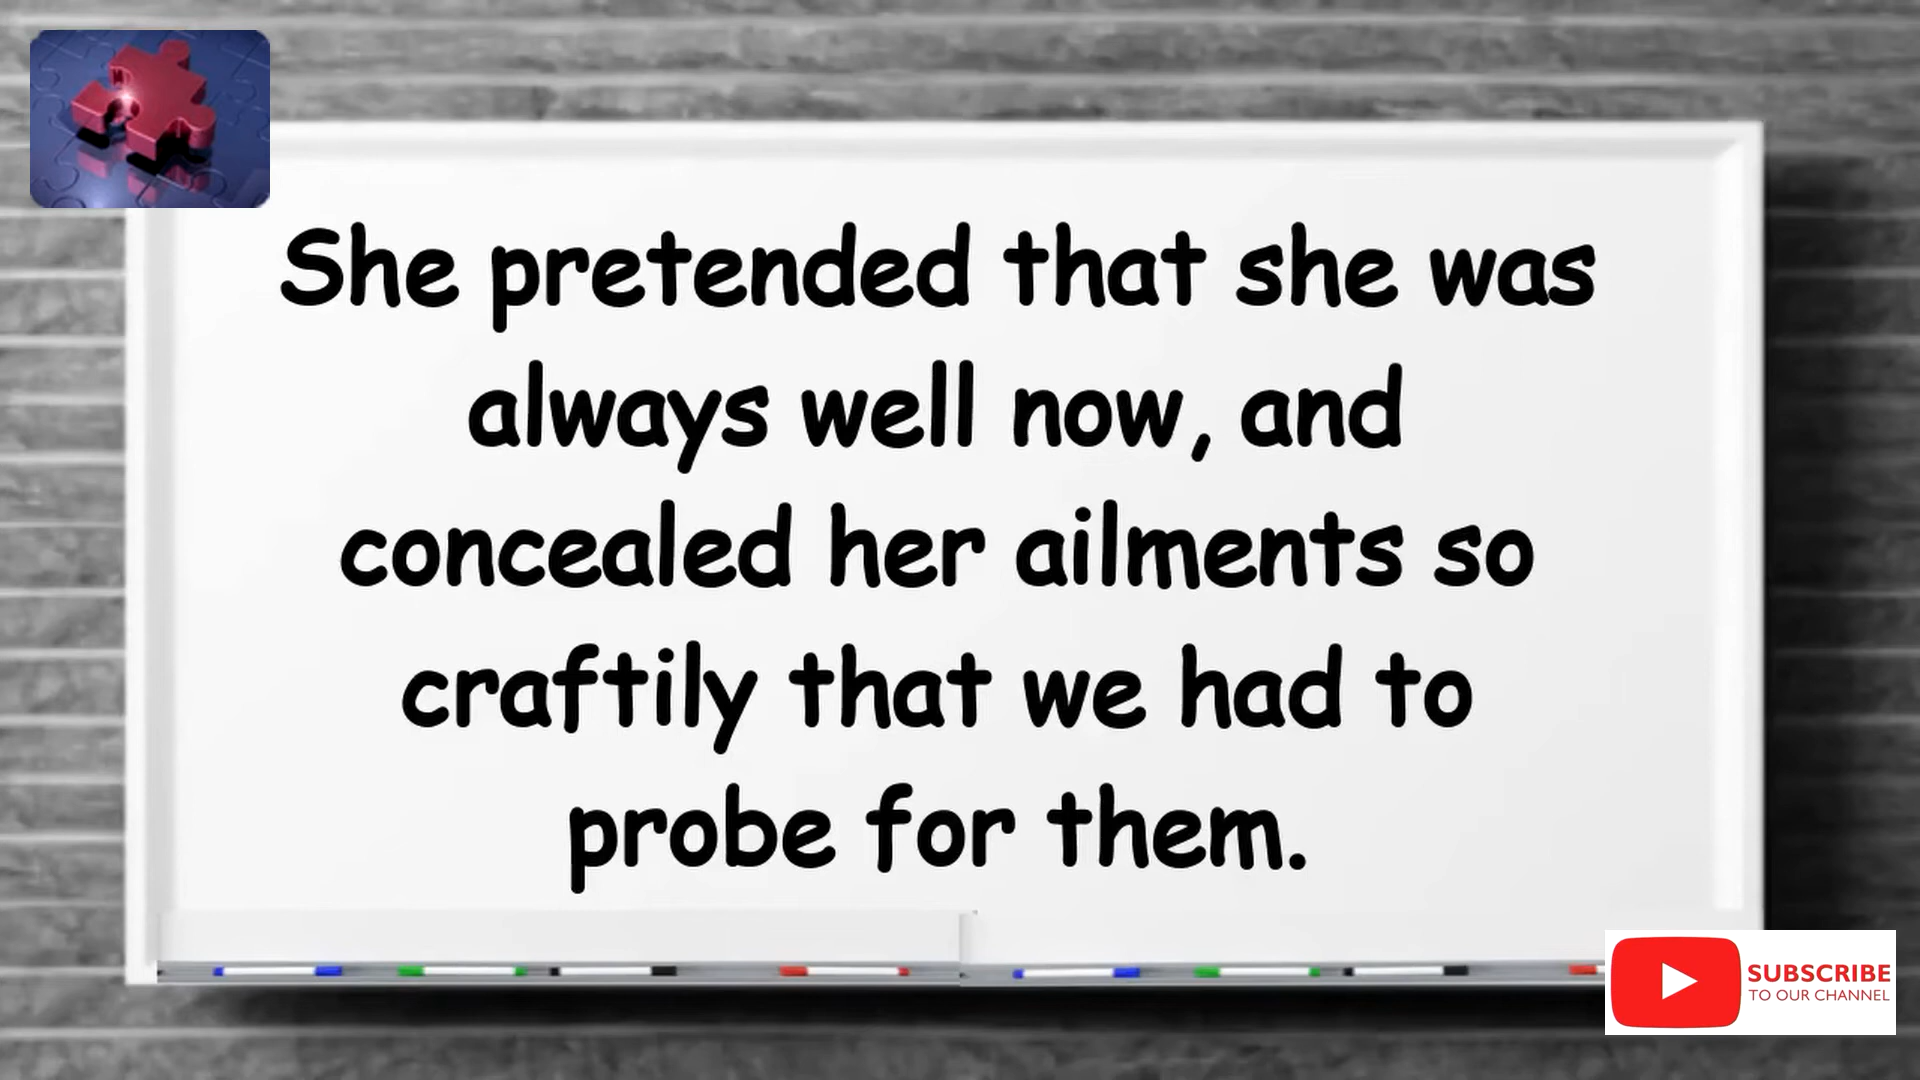 She pretended that she was
always well now, and
concealed her ailments so
craftily that we had to
probe for them.
SUBSCRIBE
TO OUR CHANNEL